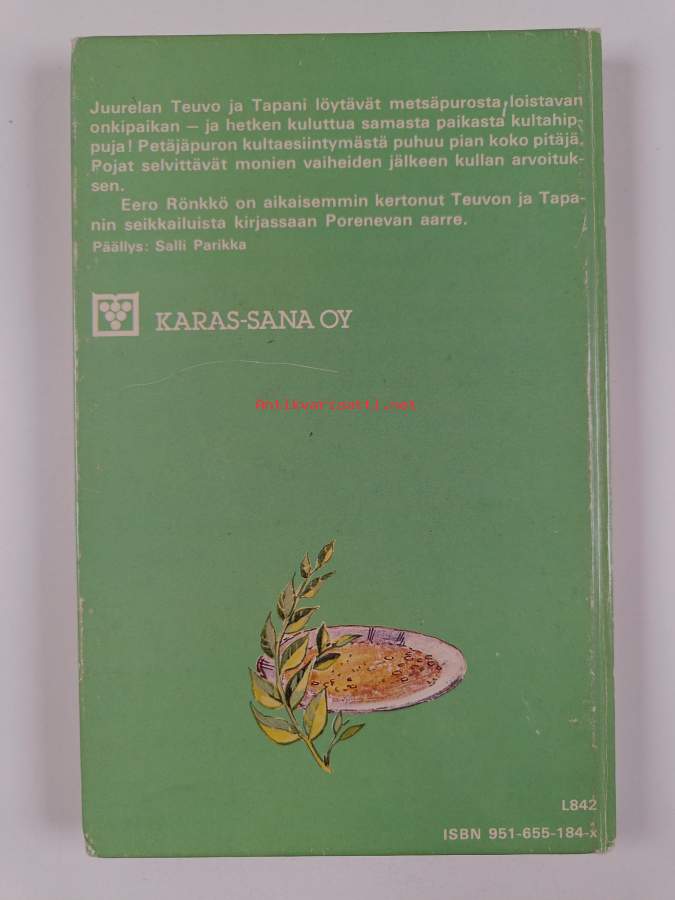 Juurelan Teuvo ja Tapani löytävät metsäpurosta loistavan
onkipaikan — ja hetken kuluttua samasta paikasta kultahip-
puja! Petäjäpuron kultaesiintymästä puhuu pian koko pitäjä.
Pojat selvittävät monien vaiheiden jälkeen kullan arvoituk-
sen.
Eero Rönkkö on aikaisemmin kertonut Teuvon ja Tapa-
nin seikkailuista kirjassaan Porenevan aarre.
Päällys: Salli Parikka
KARAS-SANA OY
Antikvariaatti.net
L842
ISBN 951-655-184-x